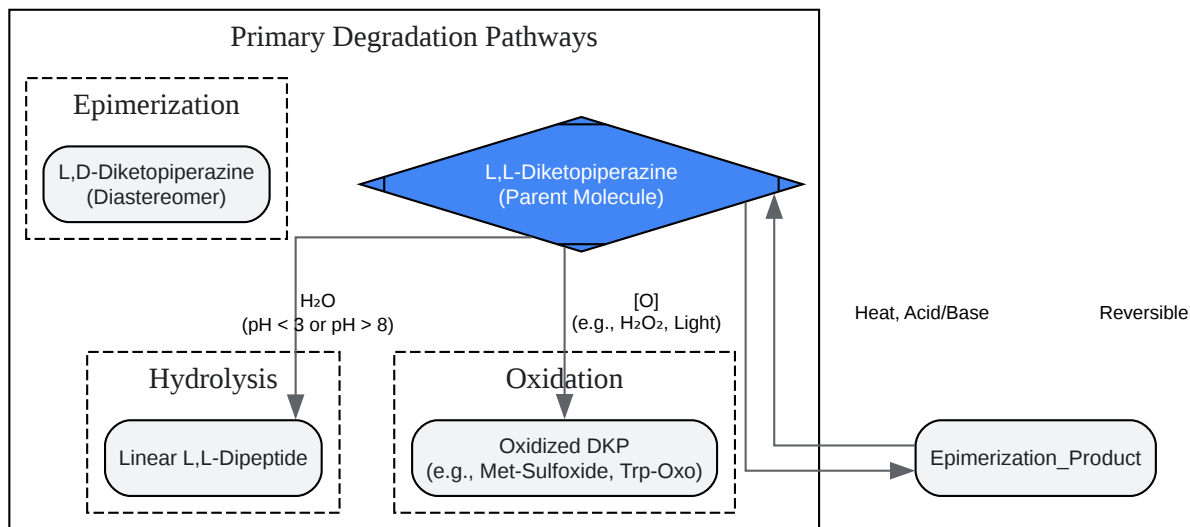 Primary Degradation Pathways
Epimerization
L,D-Diketopiperazine
(Diastereomer)
L,L-Diketopiperazine
(Parent Molecule)
H₂O
(pH < 3 or pH > 8)
[O]
(e.g., H₂O₂, Light)
Heat, Acid/Base
Reversible
Hydrolysis
Linear L,L-Dipeptide
Oxidation
Oxidized DKP
(e.g., Met-Sulfoxide, Trp-Oxo)
Epimerization_Product